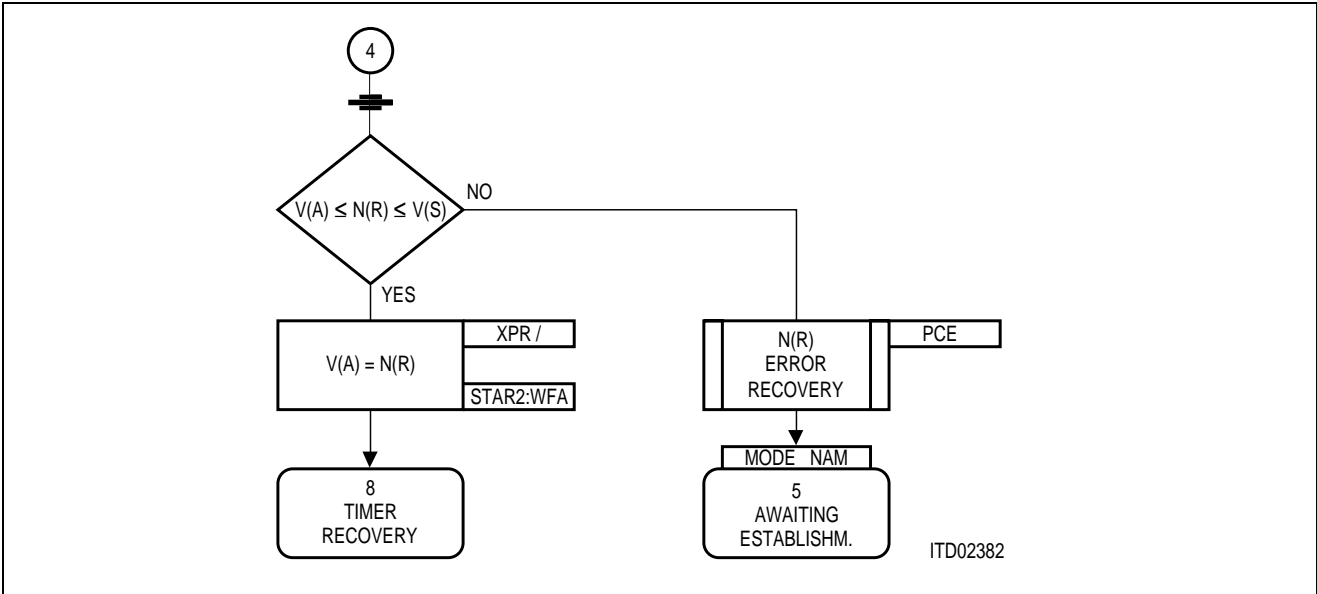 4
V(A) ≤ N(R) ≤ V(S)
NO
YES
V(A) = N(R)
XPR /
STAR2:WFA
N(R)
ERROR
RECOVERY
PCE
8
TIMER
RECOVERY
MODE NAM
5
AWAITING
ESTABLISHM.
ITD02382